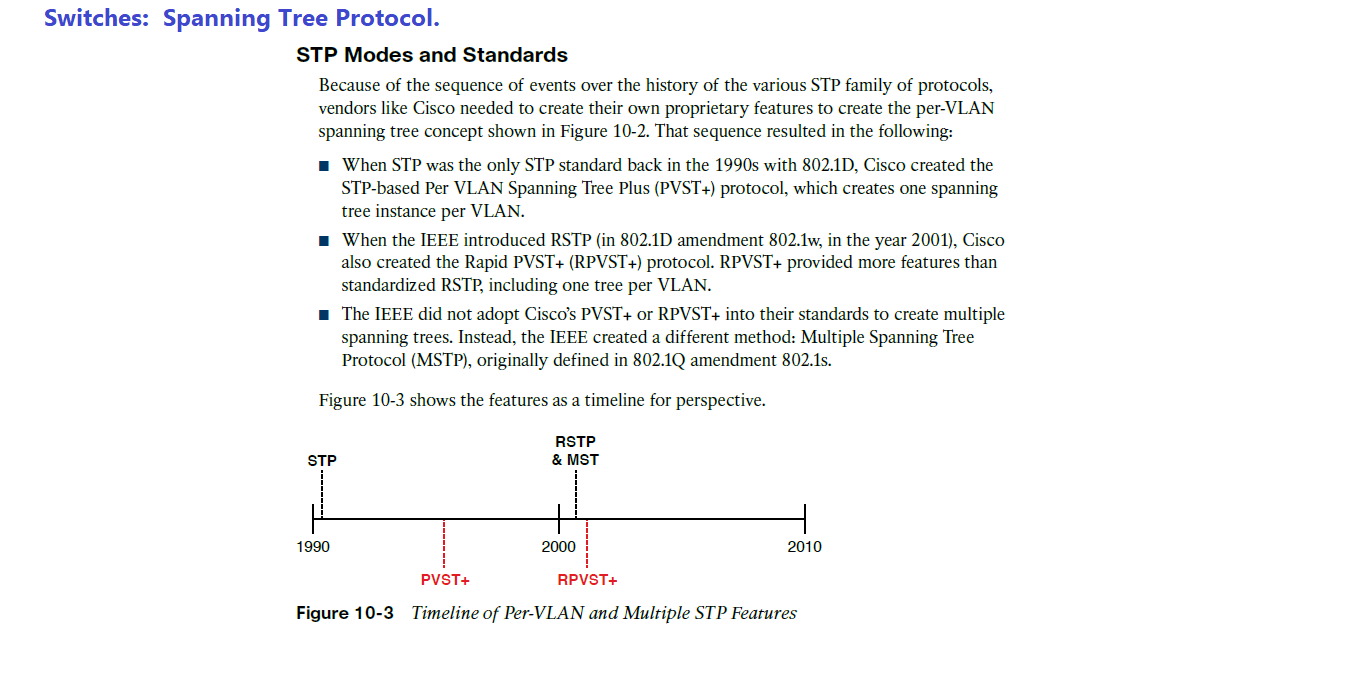 Switches:  Spanning Tree Protocol.
STP Modes and Standards
Because of the sequence of events over the history of the various STP family of protocols,
vendors like Cisco needed to create their own proprietary features to create the per-VLAN
spanning tree concept shown in Figure 10-2. That sequence resulted in the following:
■ When STP was the only STP standard back in the 1990s with 802.1D, Cisco created the
STP-based Per VLAN Spanning Tree Plus (PVST+) protocol, which creates one spanning
tree instance per VLAN.
■ When the IEEE introduced RSTP (in 802.1D amendment 802.1w, in the year 2001), Cisco
also created the Rapid PVST+ (RPVST+) protocol. RPVST+ provided more features than
standardized RSTP, including one tree per VLAN.
■ The IEEE did not adopt Cisco's PVST+ or RPVST+ into their standards to create multiple
spanning trees. Instead, the IEEE created a different method: Multiple Spanning Tree
Protocol (MSTP), originally defined in 802.1Q amendment 802.1s.
Figure 10-3 shows the features as a timeline for perspective.
RSTP
STP & MST
1990 2000 2010
PVST+ RPVST+
Figure 10-3 Timeline of Per-VLAN and Multiple STP Features